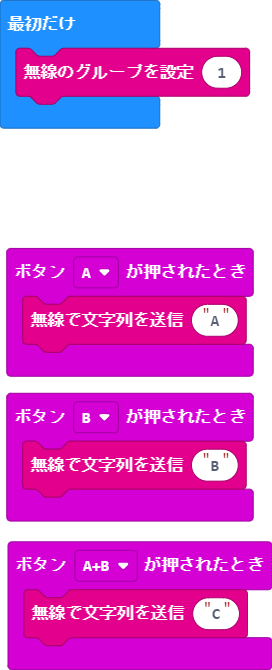 最初だけ
無線のグループを設定 1
ボタン A が押されたとき
無線で文字列を送信 "A"
ボタン B が押されたとき
無線で文字列を送信 "B"
ボタン A+B が押されたとき
無線で文字列を送信 "C"